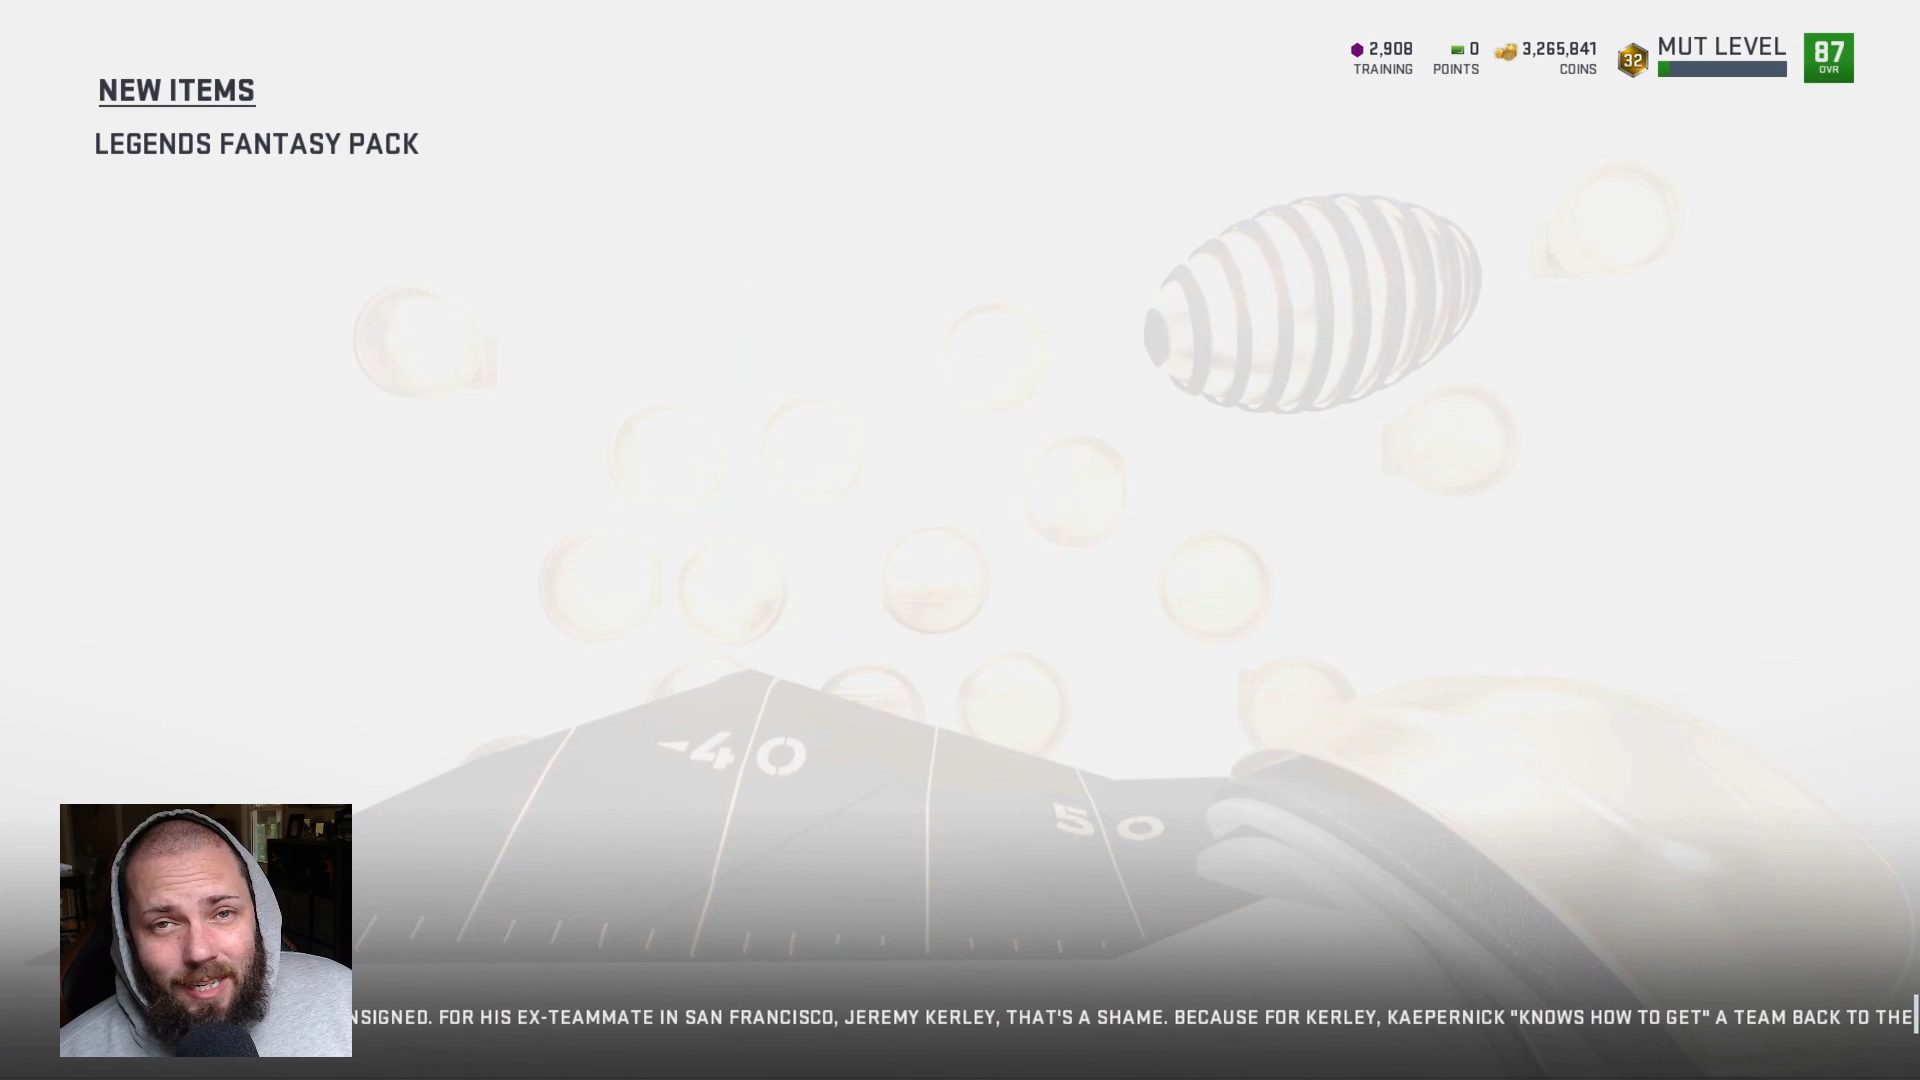 2,908
TRAINING
0
POINTS
3,265,841
COINS
32
MUT LEVEL
87
OVR
NEW ITEMS
LEGENDS FANTASY PACK
40
50
NSIGNED. FOR HIS EX-TEAMMATE IN SAN FRANCISCO, JEREMY KERLEY, THAT'S A SHAME. BECAUSE FOR KERLEY, KAEPERNICK "KNOWS HOW TO GET" A TEAM BACK TO THE